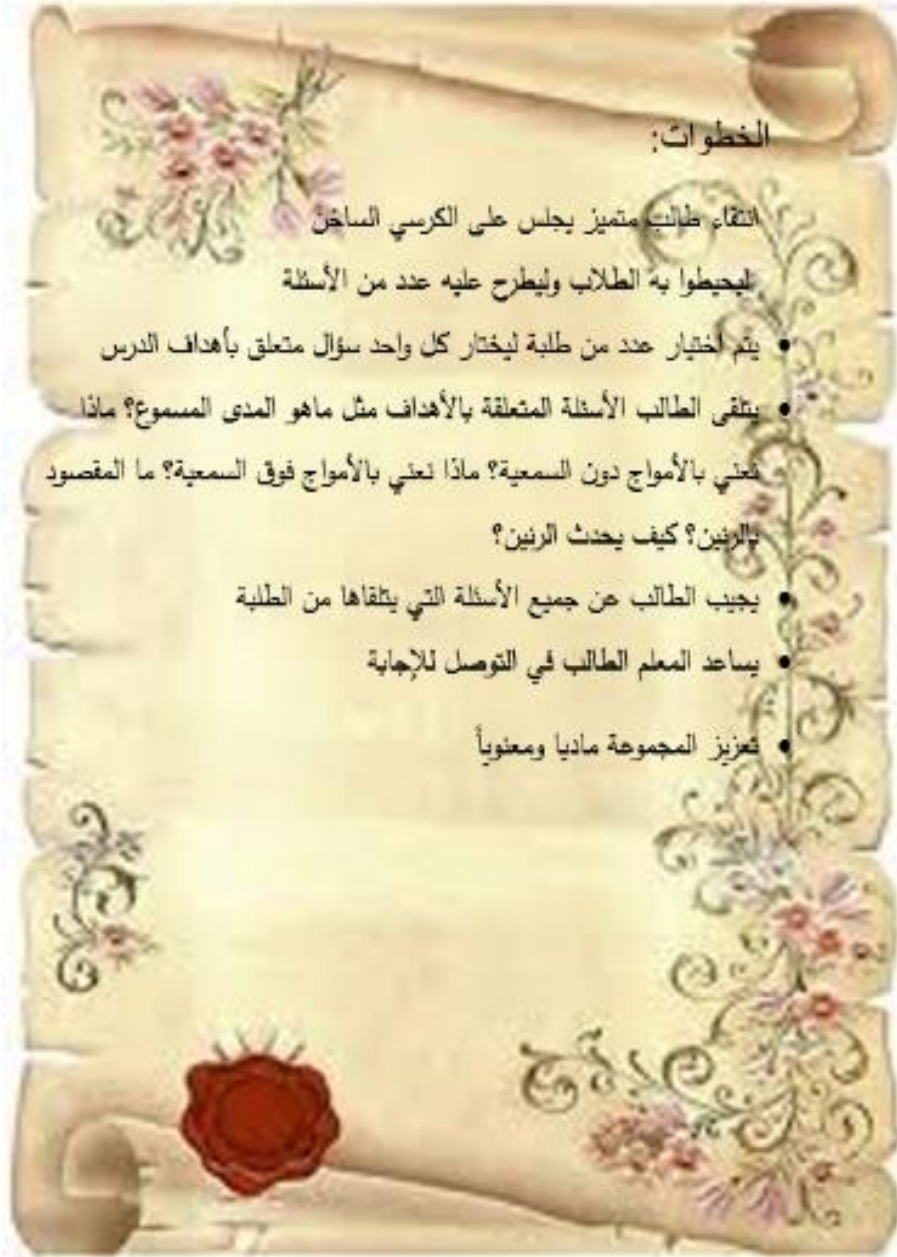 الخطوات:
انتقاء طالب متميز يجلس على الكرسي الساخن
ليحيطوا به الطلاب وليطرح عليه عدد من الأسئلة
• يتم اختيار عدد من طلبة ليختار كل واحد سؤال متعلق بأهداف الدرس
• يتلقى الطالب الأسئلة المتعلقة بالأهداف مثل ماهو المدى المسموع؟ ماذا
نعني بالأمواج دون السمعية؟ ماذا نعني بالأمواج فوق السمعية؟ ما المقصود
بالرنين؟ كيف يحدث الرنين؟
• يجيب الطالب عن جميع الأسئلة التي يتلقاها من الطلبة
• يساعد المعلم الطالب في التوصل للإجابة
• تعزيز المجموعة ماديا ومعنوياً